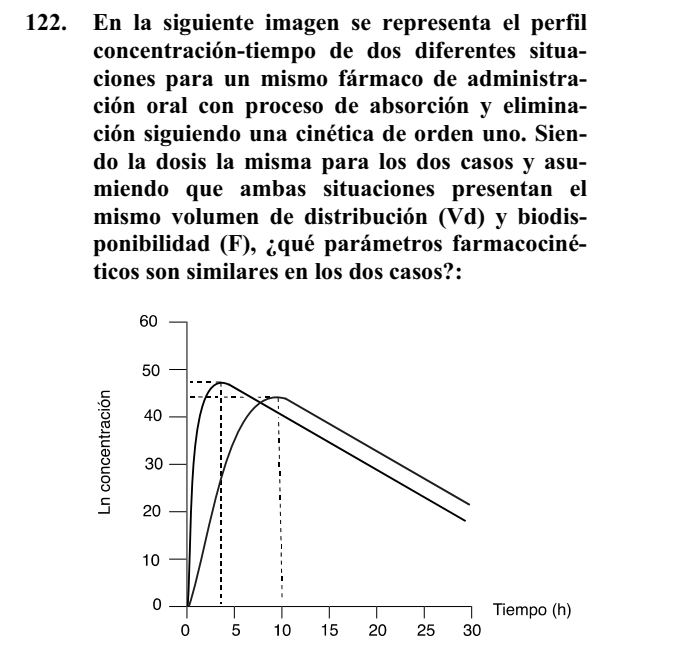 122. En la siguiente imagen se representa el perfil
concentración-tiempo de dos diferentes situa-
ciones para un mismo fármaco de administra-
ción oral con proceso de absorción y elimina-
ción siguiendo una cinética de orden uno. Sien-
do la dosis la misma para los dos casos y asu-
miendo que ambas situaciones presentan el
mismo volumen de distribución (Vd) y biodis-
ponibilidad (F), ¿qué parámetros farmacociné-
ticos son similares en los dos casos?:
60
50
40
30
20
10
0
Ln concentración
0 5 10 15 20 25 30
Tiempo (h)